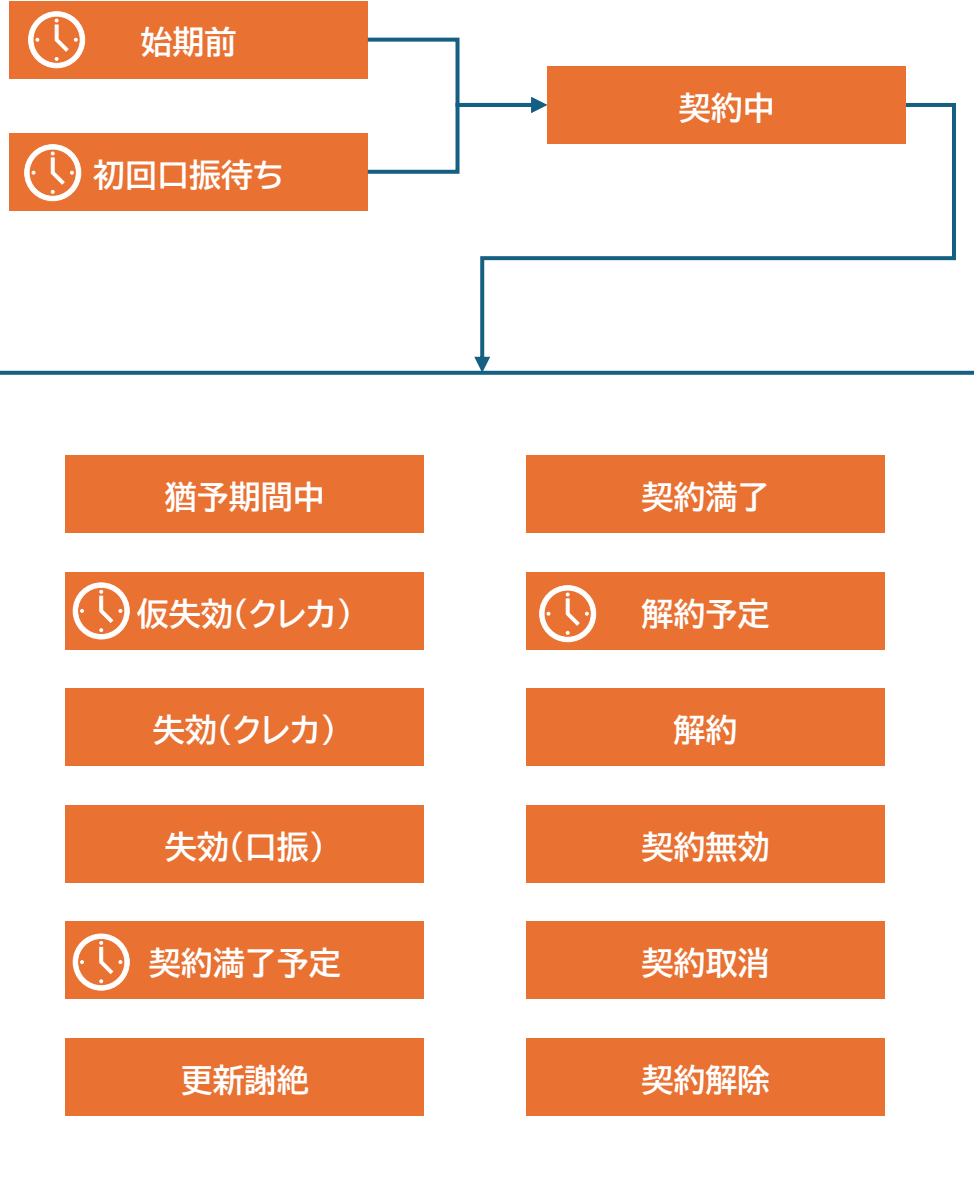 始期前
契約中
初回口振待ち
猶予期間中
契約満了
仮失効（クレカ）
解約予定
失効（クレカ）
解約
失効（口振）
契約無効
契約満了予定
契約取消
更新謝絶
契約解除